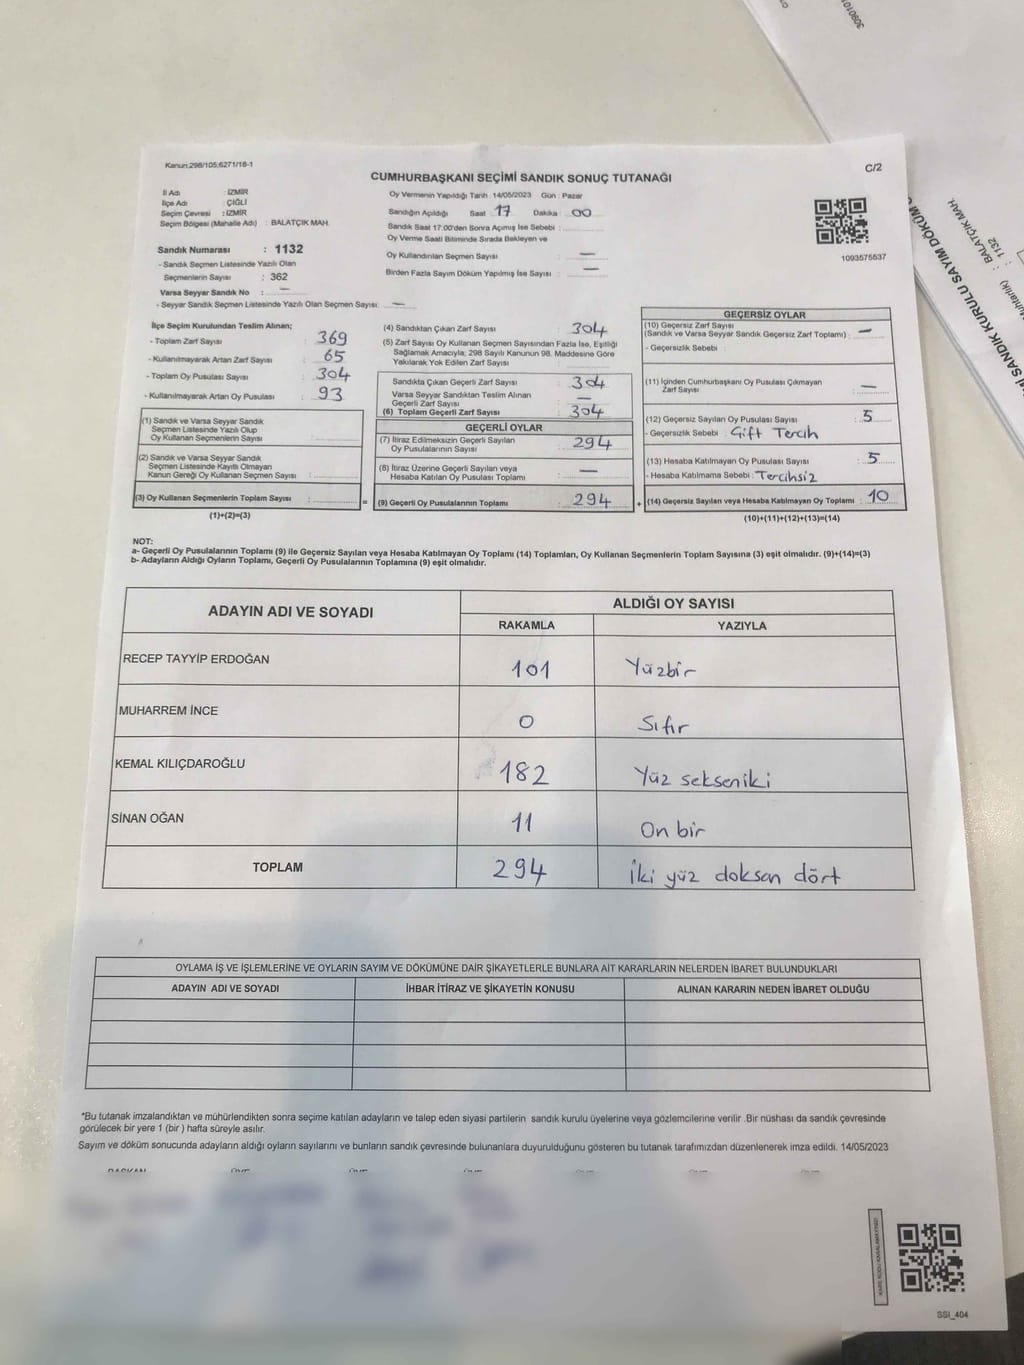 Kanun:298/105;6271/18-1
C/2
CUMHURBAŞKANI SEÇİMİ SANDIK SONUÇ TUTANAĞI
İl Adı : İZMİR
İlçe Adı : ÇİĞLİ
Seçim Çevresi : İZMİR
Seçim Bölgesi (Mahalle Adı) : BALATÇIK MAH.
Sandık Numarası : 1132
- Sandık Seçmen Listesinde Yazılı Olan
Seçmenlerin Sayısı : 362
Varsa Seyyar Sandık No : —
- Seyyar Sandık Seçmen Listesinde Yazılı Olan Seçmen Sayısı: —
Oy Vermenin Yapıldığı Tarih :14/05/2023 Gün : Pazar
Sandığın Açıldığı Saat 17 Dakika : 00
Sandık Saat 17:00'den Sonra Açımış İse Sebebi :
Oy Verme Saati Bitiminde Sırada Bekleyen ve
Oy Kullandırılan Seçmen Sayısı : —
Birden Fazla Sayım Döküm Yapılmış İse Sayısı : —
1093575537
İlçe Seçim Kurulundan Teslim Alınan;
- Toplam Zarf Sayısı : 369
- Kullanılmayarak Artan Zarf Sayısı : 65
- Toplam Oy Pusulası Sayısı : 304
- Kullanılmayarak Artan Oy Pusulası : 93
(1) Sandık ve Varsa Seyyar Sandık
Seçmen Listesinde Yazılı Olup
Oy Kullanan Seçmenlerin Sayısı :
(2) Sandık ve Varsa Seyyar Sandık
Seçmen Listesinde Kayıtlı Olmayan
Kanun Gereği Oy Kullanan Seçmen Sayısı :
(3) Oy Kullanan Seçmenlerin Toplam Sayısı :
(1)+(2)=(3)
=
(4) Sandıktan Çıkan Zarf Sayısı : 304
(5) Zarf Sayısı Oy Kullanan Seçmen Sayısından Fazla İse, Eşitliği
Sağlamak Amacıyla, 298 Sayılı Kanunun 98. Maddesine Göre
Yakılarak Yok Edilen Zarf Sayısı :
Sandıkta Çıkan Geçerli Zarf Sayısı : 304
Varsa Seyyar Sandıktan Teslim Alınan
Geçerli Zarf Sayısı : —
(6) Toplam Geçerli Zarf Sayısı : 304
GEÇERLİ OYLAR
(7) İtiraz Edilmeksizin Geçerli Sayılan
Oy Pusulalarının Sayısı : 294
(8) İtiraz Üzerine Geçerli Sayılan veya
Hesaba Katılan Oy Pusulası Toplamı : —
(9) Geçerli Oy Pusulalarının Toplamı : 294
+
GEÇERSİZ OYLAR
(10) Geçersiz Zarf Sayısı
(Sandık ve Varsa Seyyar Sandık Geçersiz Zarf Toplamı) : —
- Geçersizlik Sebebi :
(11) İçinden Cumhurbaşkanı Oy Pusulası Çıkmayan
Zarf Sayısı : —
(12) Geçersiz Sayılan Oy Pusulası Sayısı : 5
- Geçersizlik Sebebi : Çift Tercih
(13) Hesaba Katılmayan Oy Pusulası Sayısı : 5
- Hesaba Katılmama Sebebi : Tercihsiz
(14) Geçersiz Sayılan veya Hesaba Katılmayan Oy Toplamı : 10
(10)+(11)+(12)+(13)=(14)
NOT:
a- Geçerli Oy Pusulalarının Toplamı (9) ile Geçersiz Sayılan veya Hesaba Katılmayan Oy Toplamı (14) Toplamları, Oy Kullanan Seçmenlerin Toplam Sayısına (3) eşit olmalıdır. (9)+(14)=(3)
b- Adayların Aldığı Oyların Toplamı, Geçerli Oy Pusulalarının Toplamına (9) eşit olmalıdır.
ADAYIN ADI VE SOYADI
ALDIĞI OY SAYISI
RAKAMLA YAZIYLA
RECEP TAYYİP ERDOĞAN 101 Yüzbir
MUHARREM İNCE 0 Sıfır
KEMAL KILIÇDAROĞLU 182 Yüz sekseniki
SİNAN OĞAN 11 On bir
TOPLAM 294 İki yüz doksan dört
OYLAMA İŞ VE İŞLEMLERİNE VE OYLARIN SAYIM VE DÖKÜMÜNE DAİR ŞİKAYETLERLE BUNLARA AİT KARARLARIN NELERDEN İBARET BULUNDUKLARI
ADAYIN ADI VE SOYADI İHBAR İTİRAZ VE ŞİKAYETİN KONUSU ALINAN KARARIN NEDEN İBARET OLDUĞU
*Bu tutanak imzalandıktan ve mühürlendikten sonra seçime katılan adayların ve talep eden siyasi partilerin sandık kurulu üyelerine veya gözlemcilerine verilir .Bir nüshası da sandık çevresinde
görülecek bir yere 1 (bir ) hafta süreyle asılır.
Sayım ve döküm sonucunda adayların aldığı oyların sayılarını ve bunların sandık çevresinde bulunanlara duyurulduğunu gösteren bu tutanak tarafımızdan düzenlenerek imza edildi. 14/05/2023
SSI_404
BALATÇIK MAH.
: 1132
SANDIK KURULU SAYIM DÖKÜM